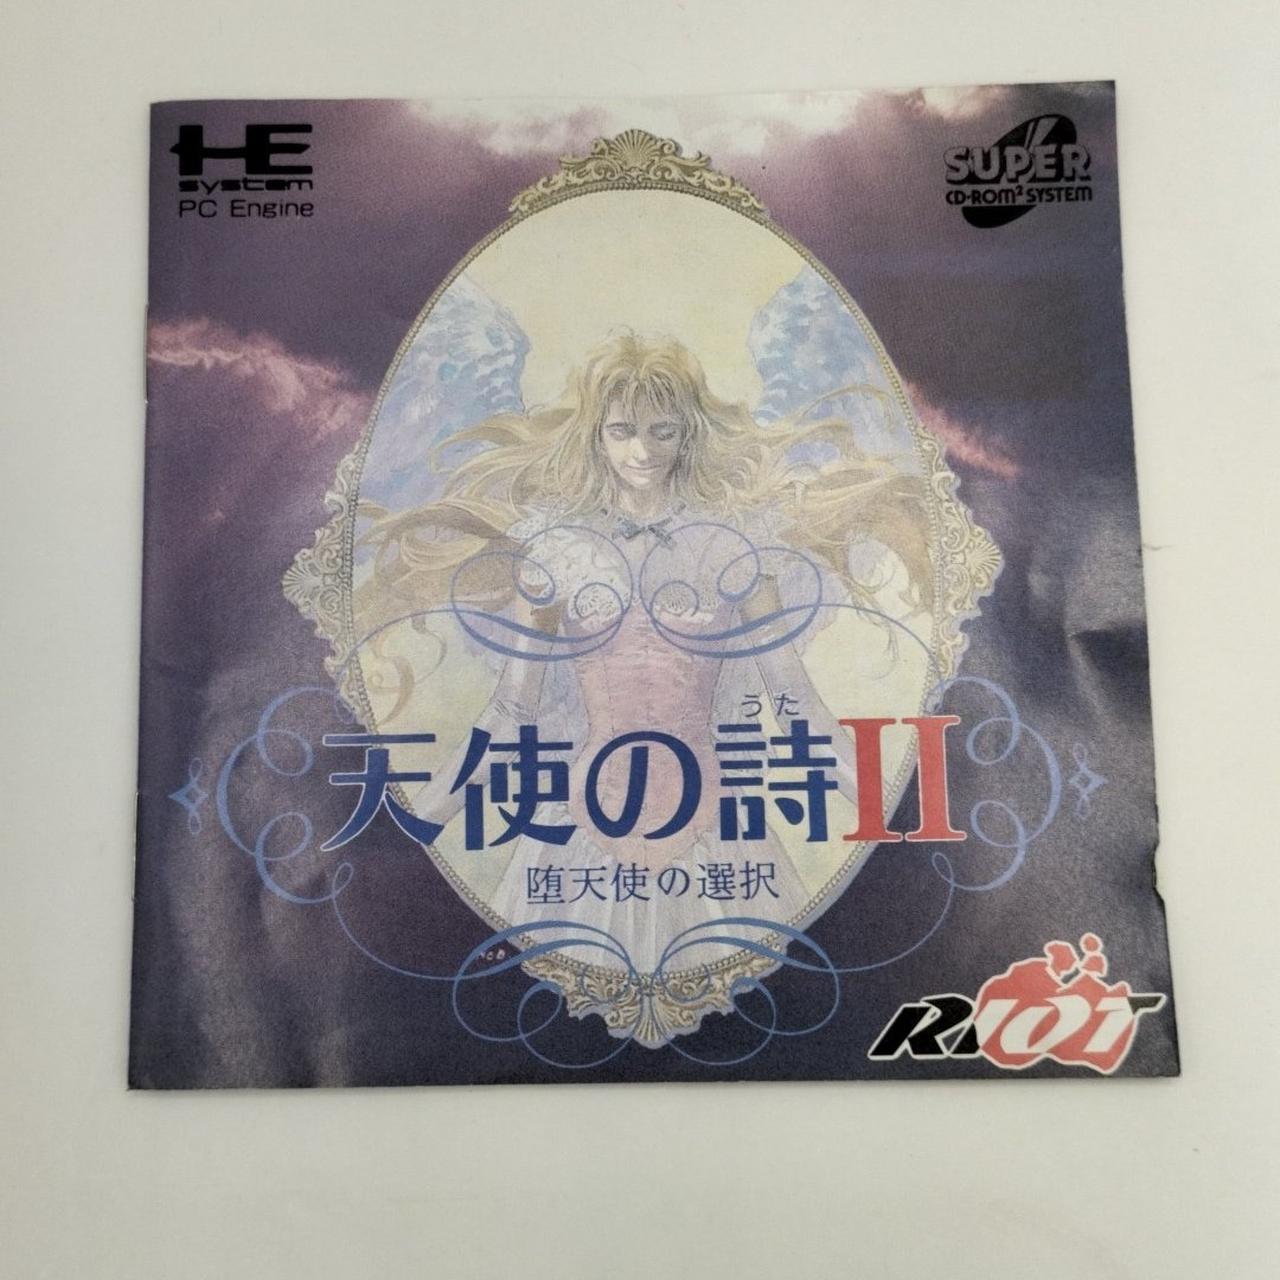 HE
system
PC Engine
SUPER
CD-ROM² SYSTEM
うた
天使の詩II
堕天使の選択
RIOT